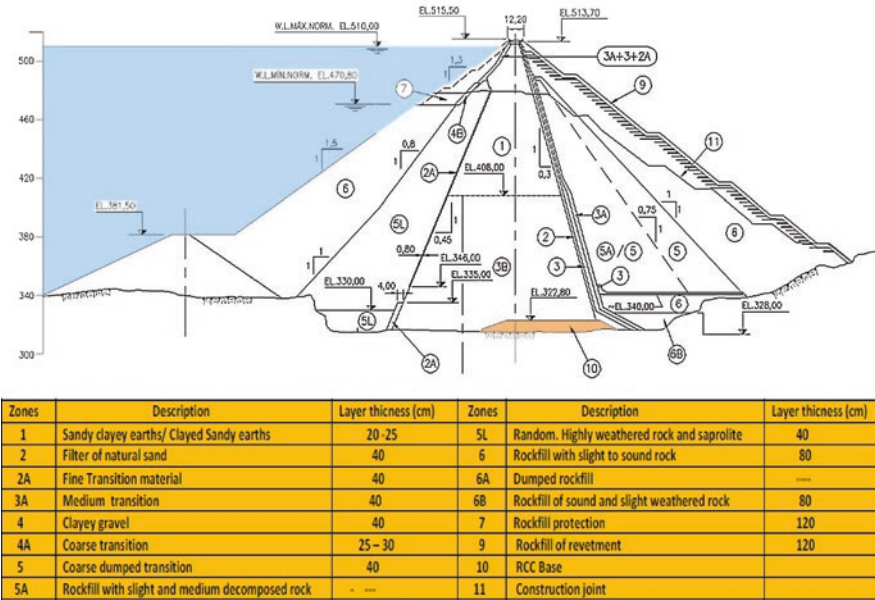 EL.515,50
EL.513,70
12,20
W.L.MÁX.NORM. EL.510,00
3A+3+2A
500
1,3
1
W.L.MÍN.NORM. EL.470,80
7
9
460
4B
1
0,8
1
1
0,3
11
1,5
1
2A
EL.408,00
420
6
5L
0,45
1
3A
0,75
1
1
1
EL.381,50
2
5A / 5
5
6
380
1
1
0,80
EL.346,00
3B
3
3
EL.330,00
4,00
EL.335,00
EL.322,80
~EL.340,00
6
EL.328,00
340
5L
300
2A
10
6B
Zones Description Layer thicness (cm) Zones Description Layer thicness (cm)
1 Sandy clayey earths/ Clayed Sandy earths 20 -25 5L Random. Highly weathered rock and saprolite 40
2 Filter of natural sand 40 6 Rockfill with slight to sound rock 80
2A Fine Transition material 40 6A Dumped rockfill ----
3A Medium transition 40 6B Rockfill of sound and slight weathered rock 80
4 Clayey gravel 40 7 Rockfill protection 120
4A Coarse transition 25 – 30 9 Rockfill of revetment 120
5 Coarse dumped transition 40 10 RCC Base
5A Rockfill with slight and medium decomposed rock - --- 11 Construction joint